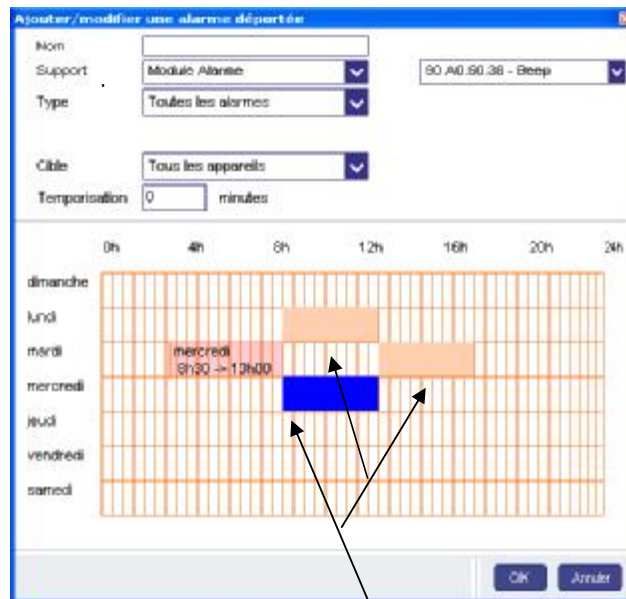 Ajouter/modifier une alarme déportée
Nom
Support Module Alarme 90.A0.90.38 - Beep
Type Toutes les alarmes
Cible Tous les appareils
Temporisation 0 minutes
0h 4h 8h 12h 16h 20h 24h
dimanche
lundi
mardi
mercredi
8h30 -> 13h00
mercredi
jeudi
vendredi
samedi
OK Annuler